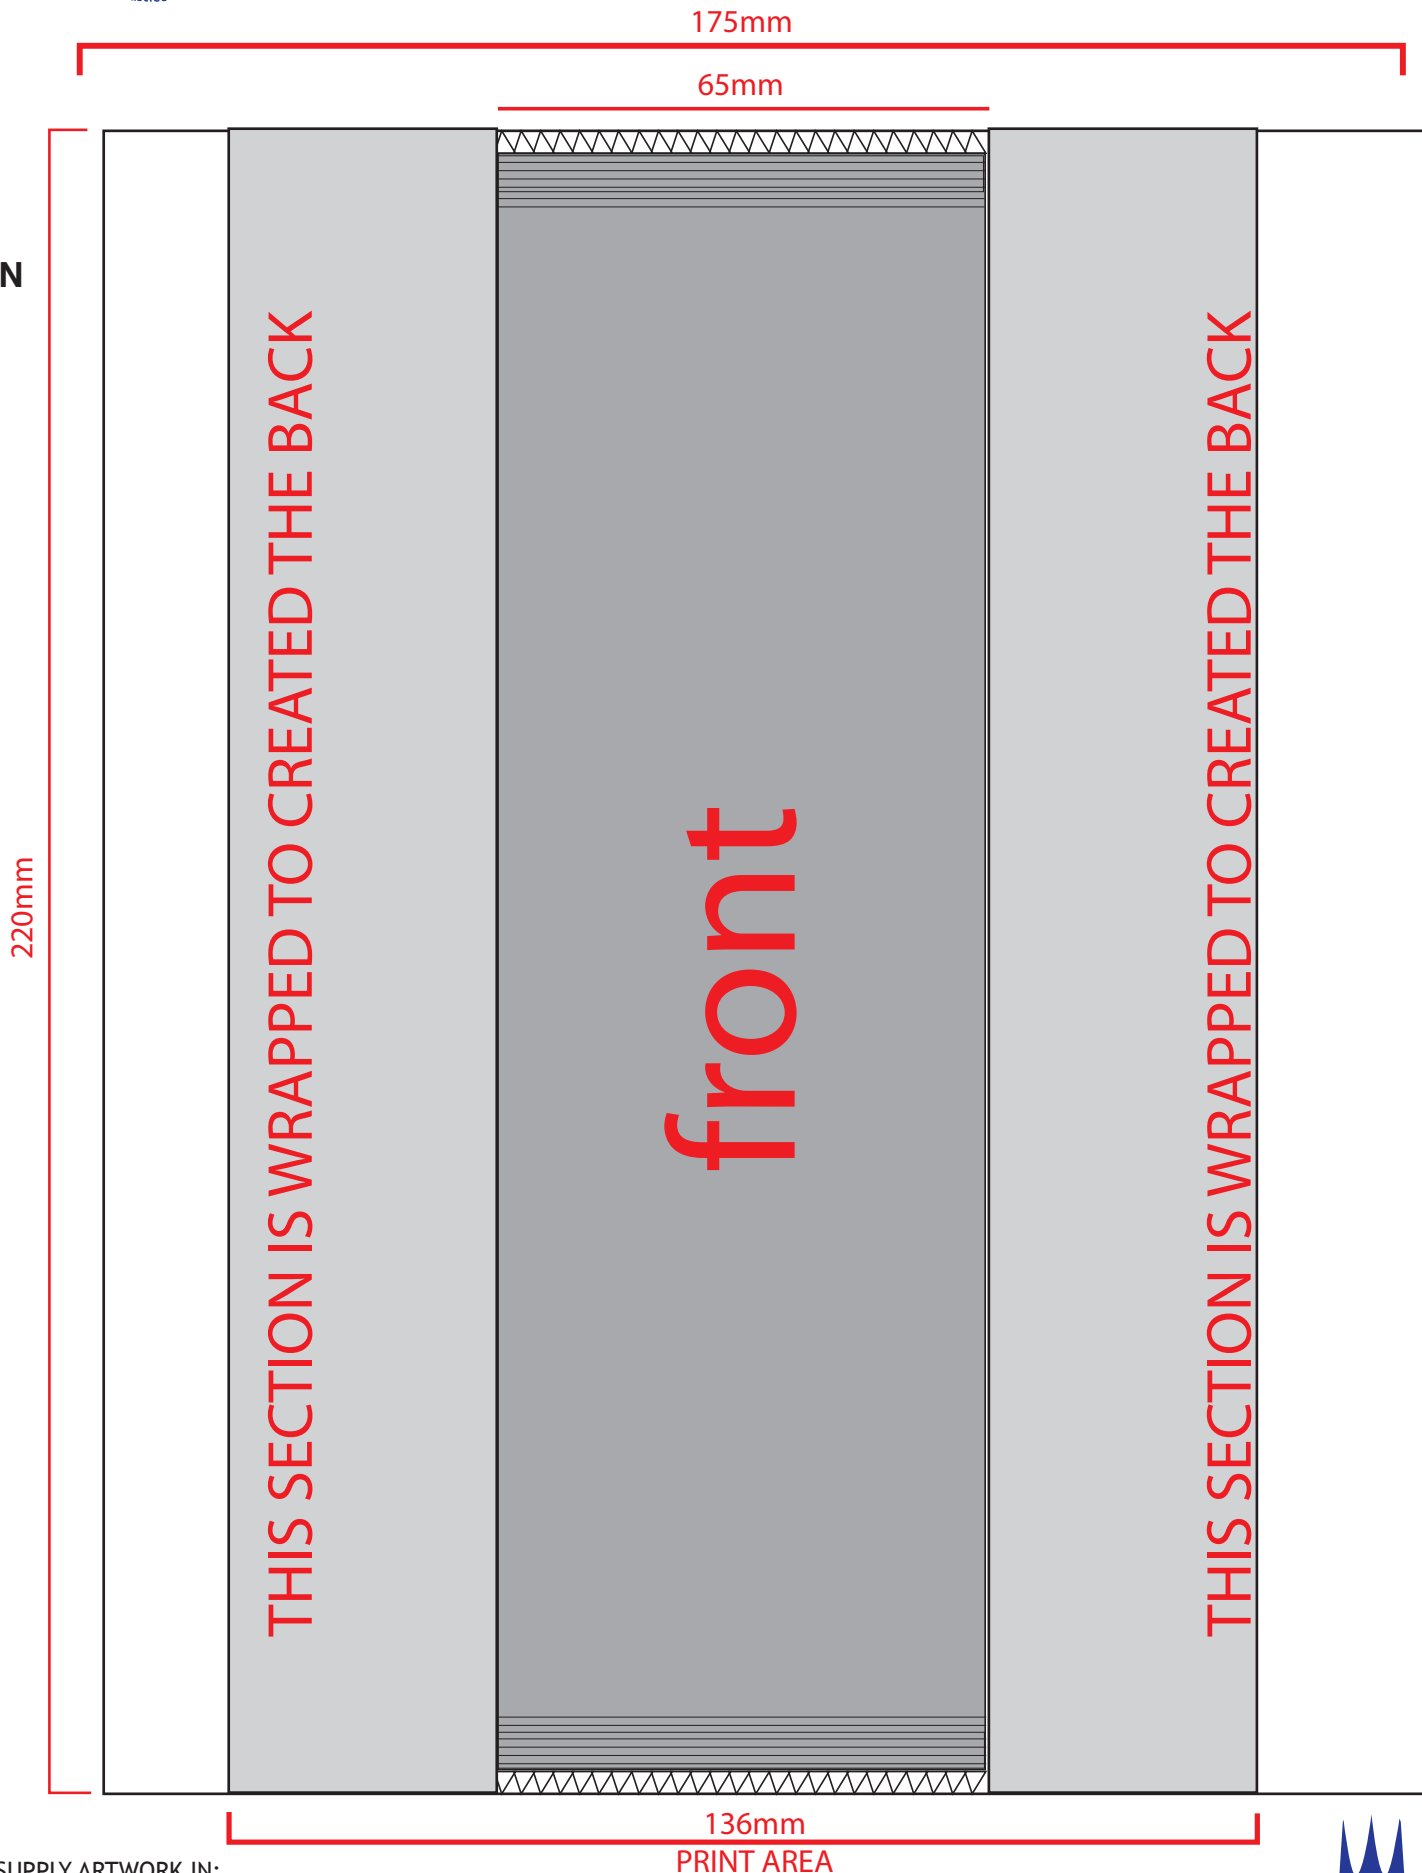 175mm
65mm
N
220mm
THIS SECTION IS WRAPPED TO CREATED THE BACK
front
THIS SECTION IS WRAPPED TO CREATED THE BACK
136mm
PRINT AREA
SUPPLY ARTWORK IN: